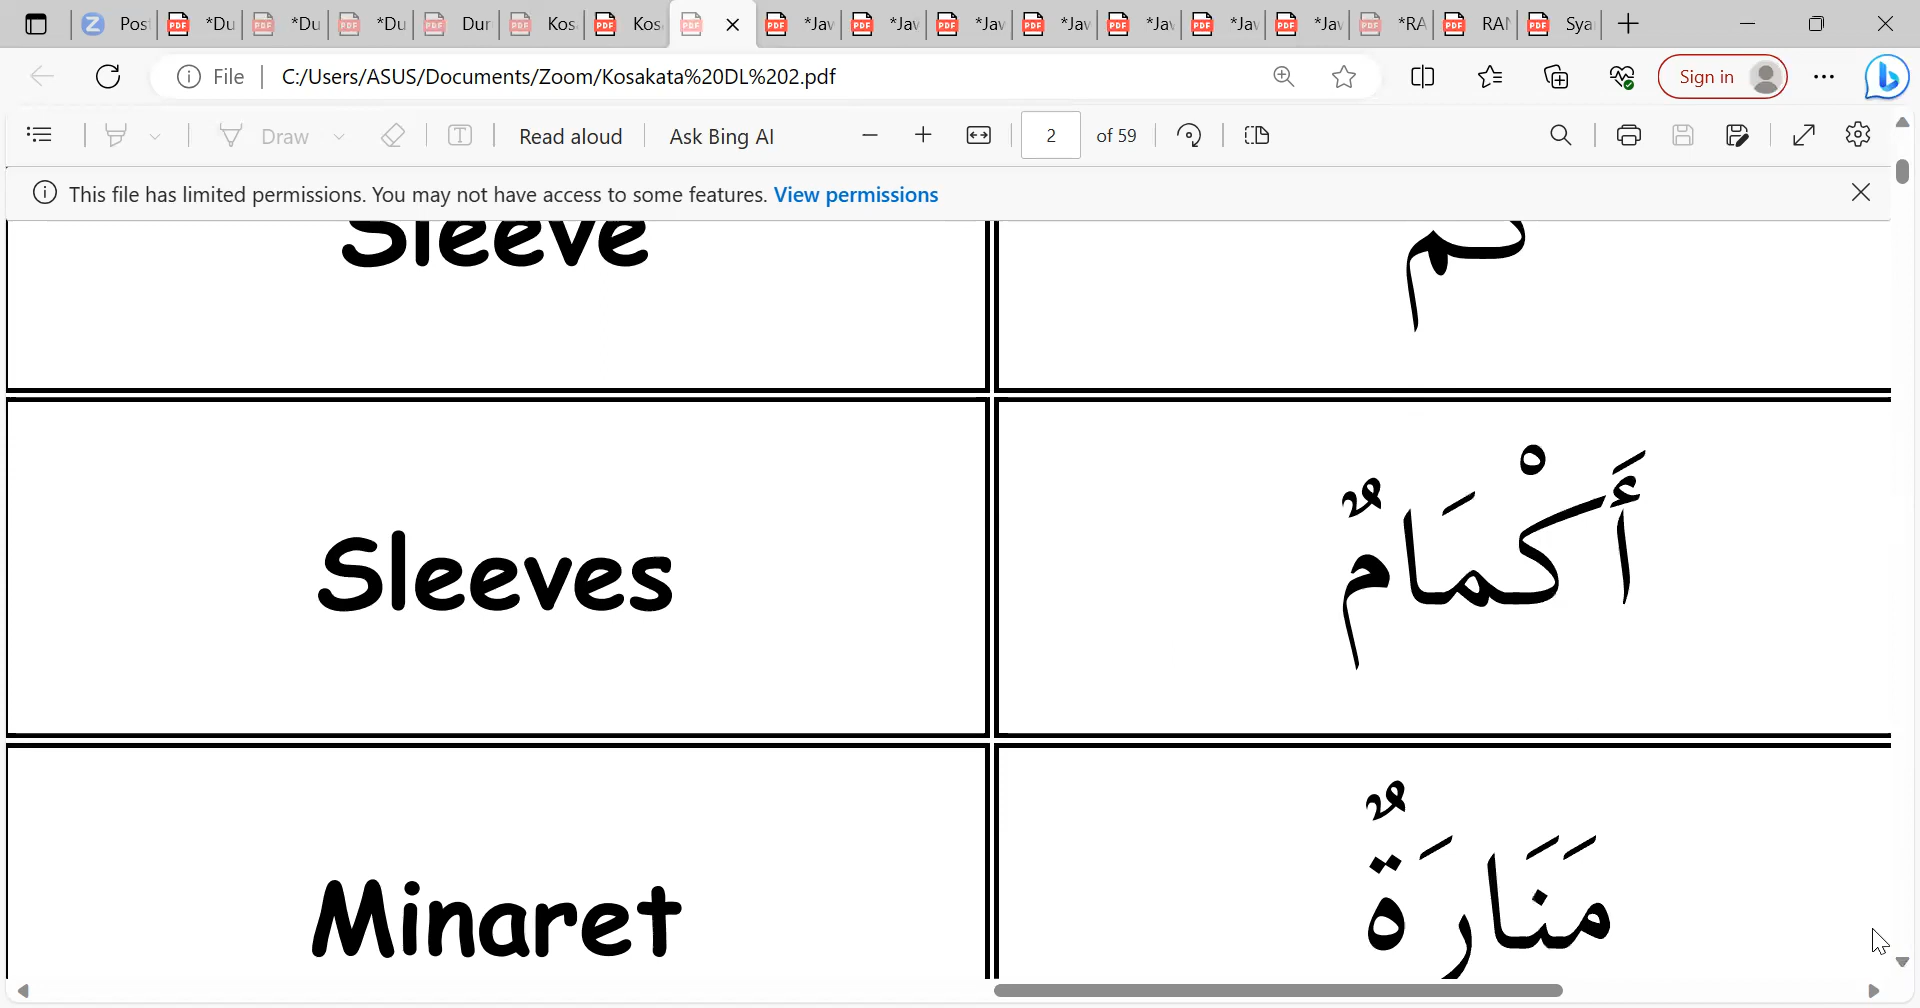 Pos
*Du
*Du
*Du
Dur
Kos
Kos
*Jav
*Jav
*Jav
*Jav
*Jav
*Jav
*Jav
*RA
RAN
Sya
File
C:/Users/ASUS/Documents/Zoom/Kosakata%20DL%202.pdf
Sign in
Draw
Read aloud
Ask Bing AI
2
of 59
This file has limited permissions. You may not have access to some features. View permissions
Sleeve
كم
Sleeves
أَكْمَامٌ
Minaret
مَنَارَةٌ